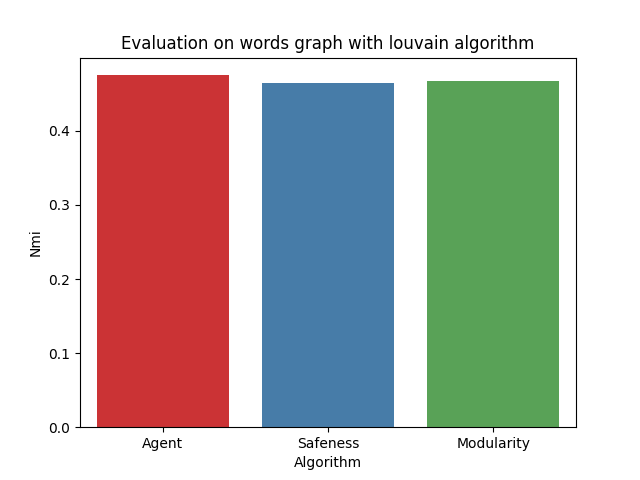 Evaluation on words graph with louvain algorithm
0.4
0.3
0.2
0.1
0.0
Nmi
Agent Safeness Modularity
Algorithm